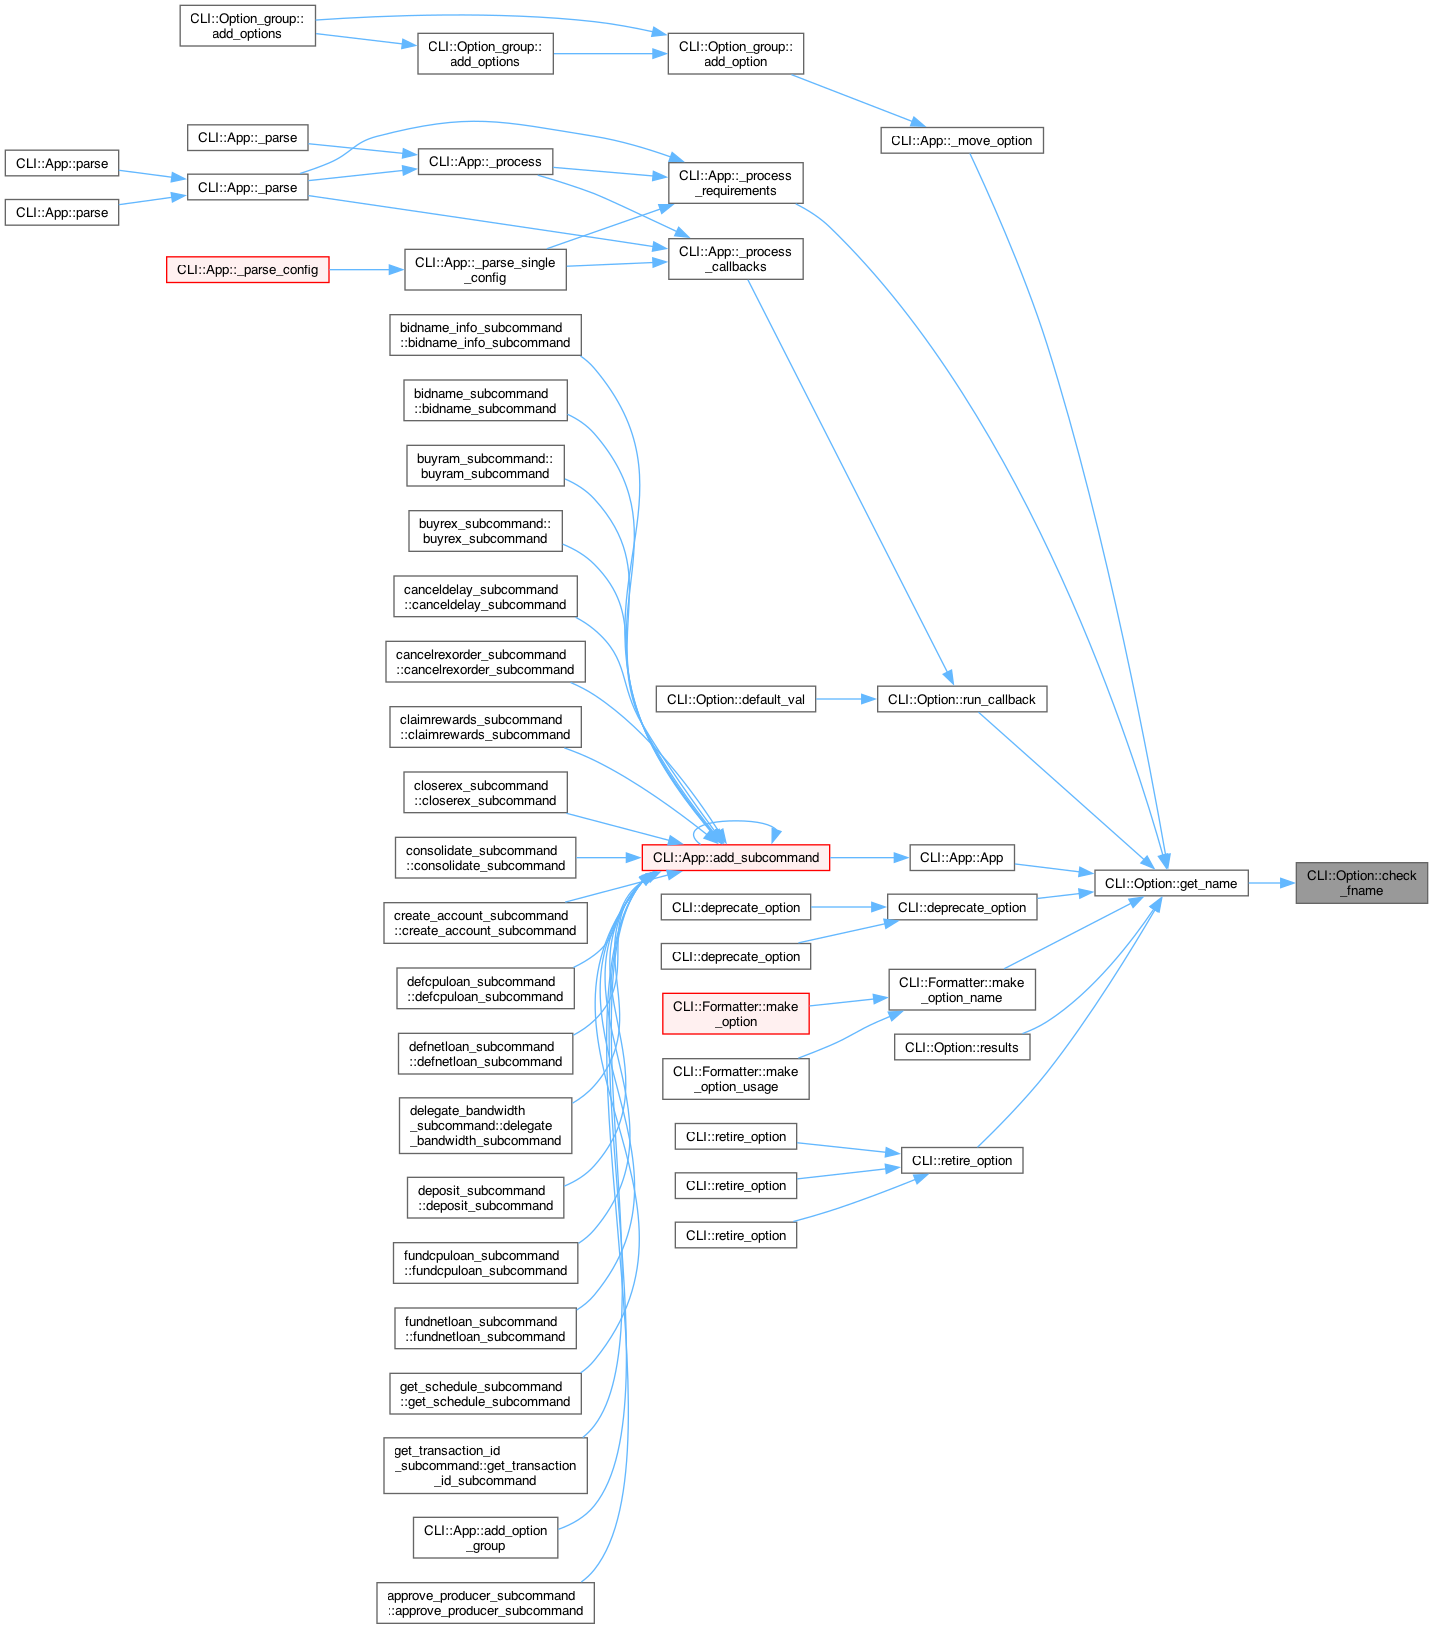 CLI::Option_group::
add_options
CLI::Option_group::
add_options
CLI::Option_group::
add_option
CLI::App::_move_option
CLI::App::_parse
CLI::App::_process
CLI::App::parse
CLI::App::_parse
CLI::App::parse
CLI::App::_process
_requirements
CLI::App::_process
_callbacks
CLI::App::_parse_config
CLI::App::_parse_single
_config
bidname_info_subcommand
::bidname_info_subcommand
bidname_subcommand
::bidname_subcommand
buyram_subcommand::
buyram_subcommand
buyrex_subcommand::
buyrex_subcommand
canceldelay_subcommand
::canceldelay_subcommand
cancelrexorder_subcommand
::cancelrexorder_subcommand
CLI::Option::default_val
CLI::Option::run_callback
claimrewards_subcommand
::claimrewards_subcommand
closerex_subcommand
::closerex_subcommand
consolidate_subcommand
::consolidate_subcommand
CLI::App::add_subcommand
CLI::App::App
CLI::Option::get_name
CLI::Option::check
_fname
create_account_subcommand
::create_account_subcommand
CLI::deprecate_option
CLI::deprecate_option
CLI::deprecate_option
defcpuloan_subcommand
::defcpuloan_subcommand
CLI::Formatter::make
_option_name
CLI::Formatter::make
_option
defnetloan_subcommand
::defnetloan_subcommand
CLI::Option::results
CLI::Formatter::make
_option_usage
delegate_bandwidth
_subcommand::delegate
_bandwidth_subcommand
CLI::retire_option
CLI::retire_option
CLI::retire_option
CLI::retire_option
deposit_subcommand
::deposit_subcommand
fundcpuloan_subcommand
::fundcpuloan_subcommand
fundnetloan_subcommand
::fundnetloan_subcommand
get_schedule_subcommand
::get_schedule_subcommand
get_transaction_id
_subcommand::get_transaction
_id_subcommand
CLI::App::add_option
_group
approve_producer_subcommand
::approve_producer_subcommand